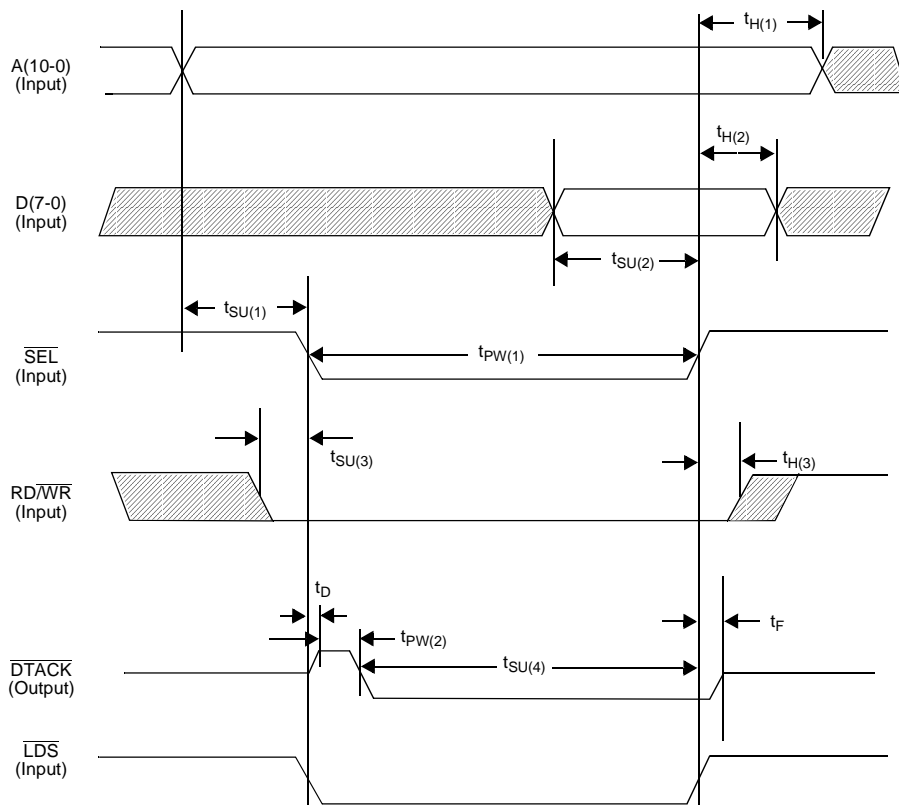 tH(1)
A(10-0)
(Input)
tH(2)
D(7-0)
(Input)
tSU(2)
tSU(1)
SEL
(Input)
tPW(1)
tSU(3)
tH(3)
RD/WR
(Input)
tD
tPW(2)
tF
DTACK
(Output)
tSU(4)
LDS
(Input)